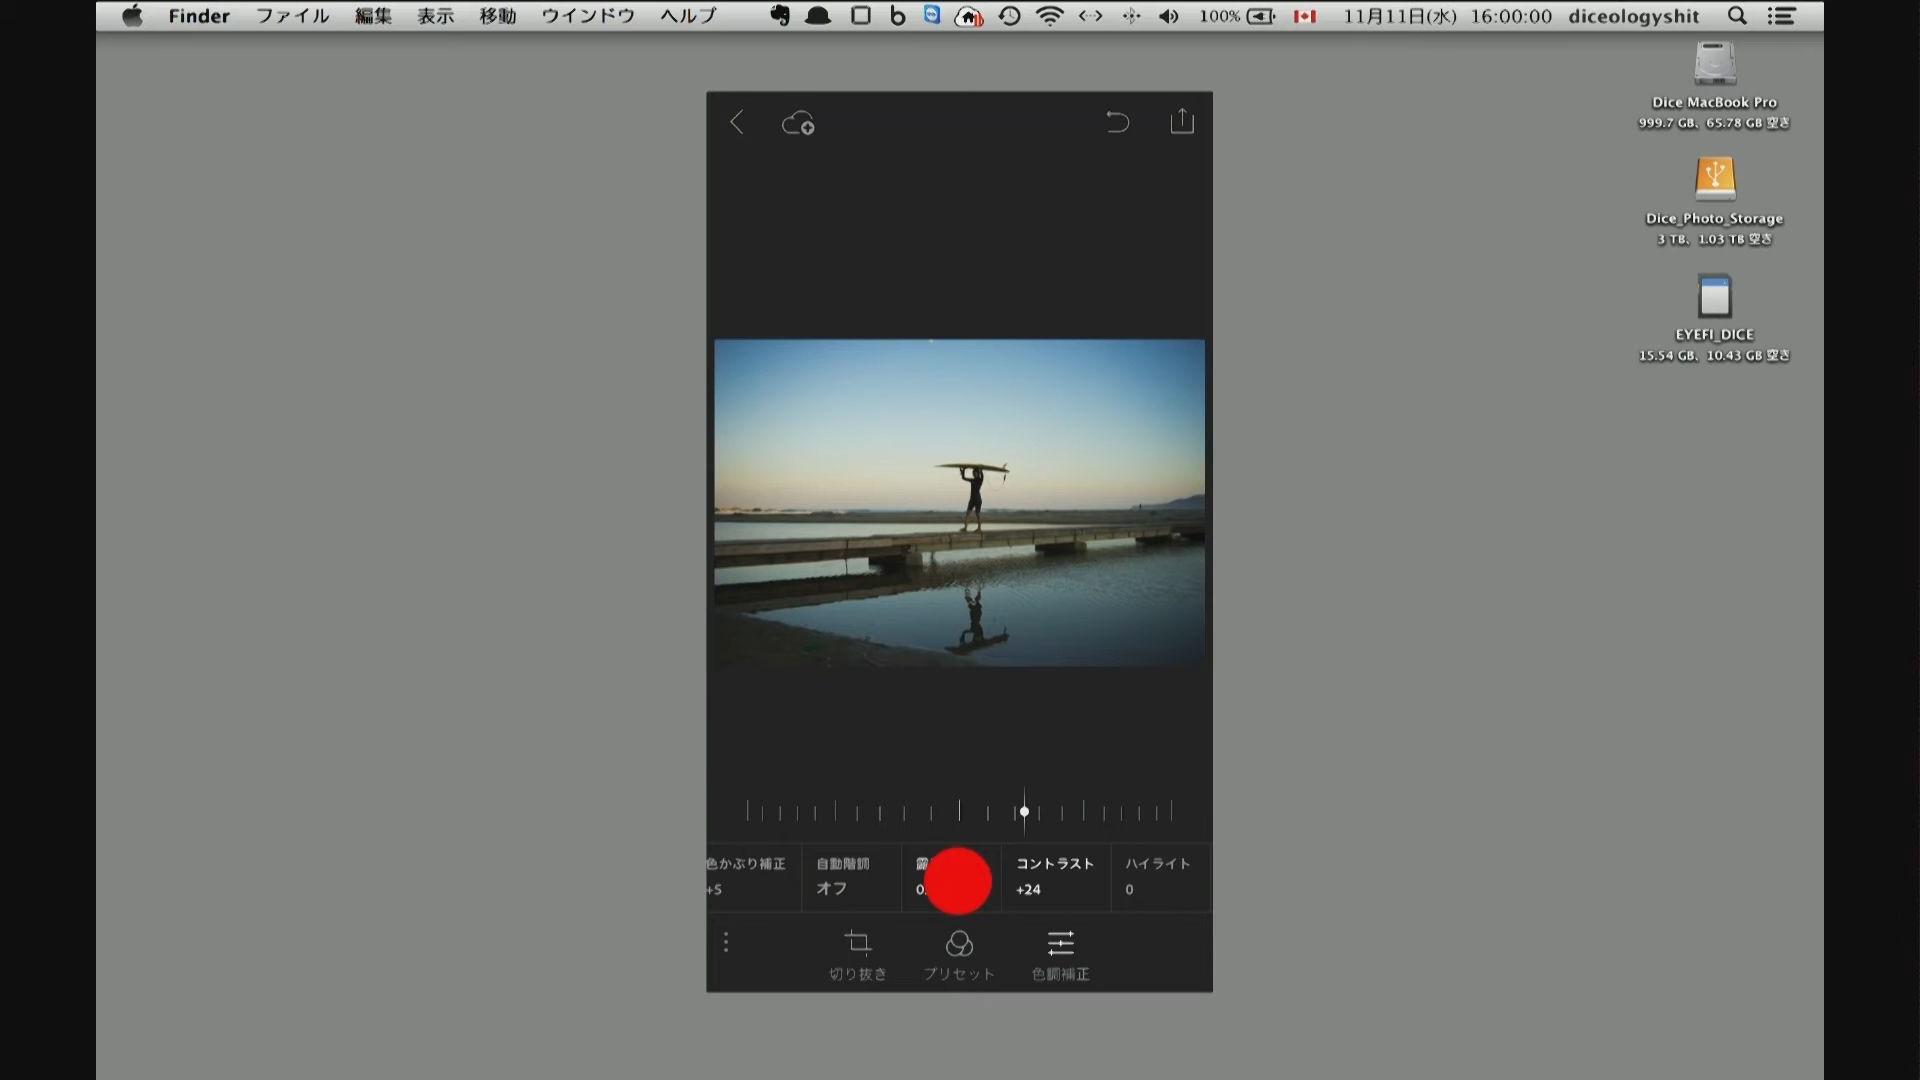 Finder ファイル 編集 表示 移動 ウインドウ ヘルプ 100% 11月11日(水) 16:00:00 diceologyshit
Dice MacBook Pro
999.7 GB、65.78 GB 空き
Dice_Photo_Storage
3 TB、1.03 TB 空き
EYEFI_DICE
15.54 GB、10.43 GB 空き
色かぶり補正 自動階調 コントラスト ハイライト
+5 オフ +24 0
切り抜き プリセット 色調補正